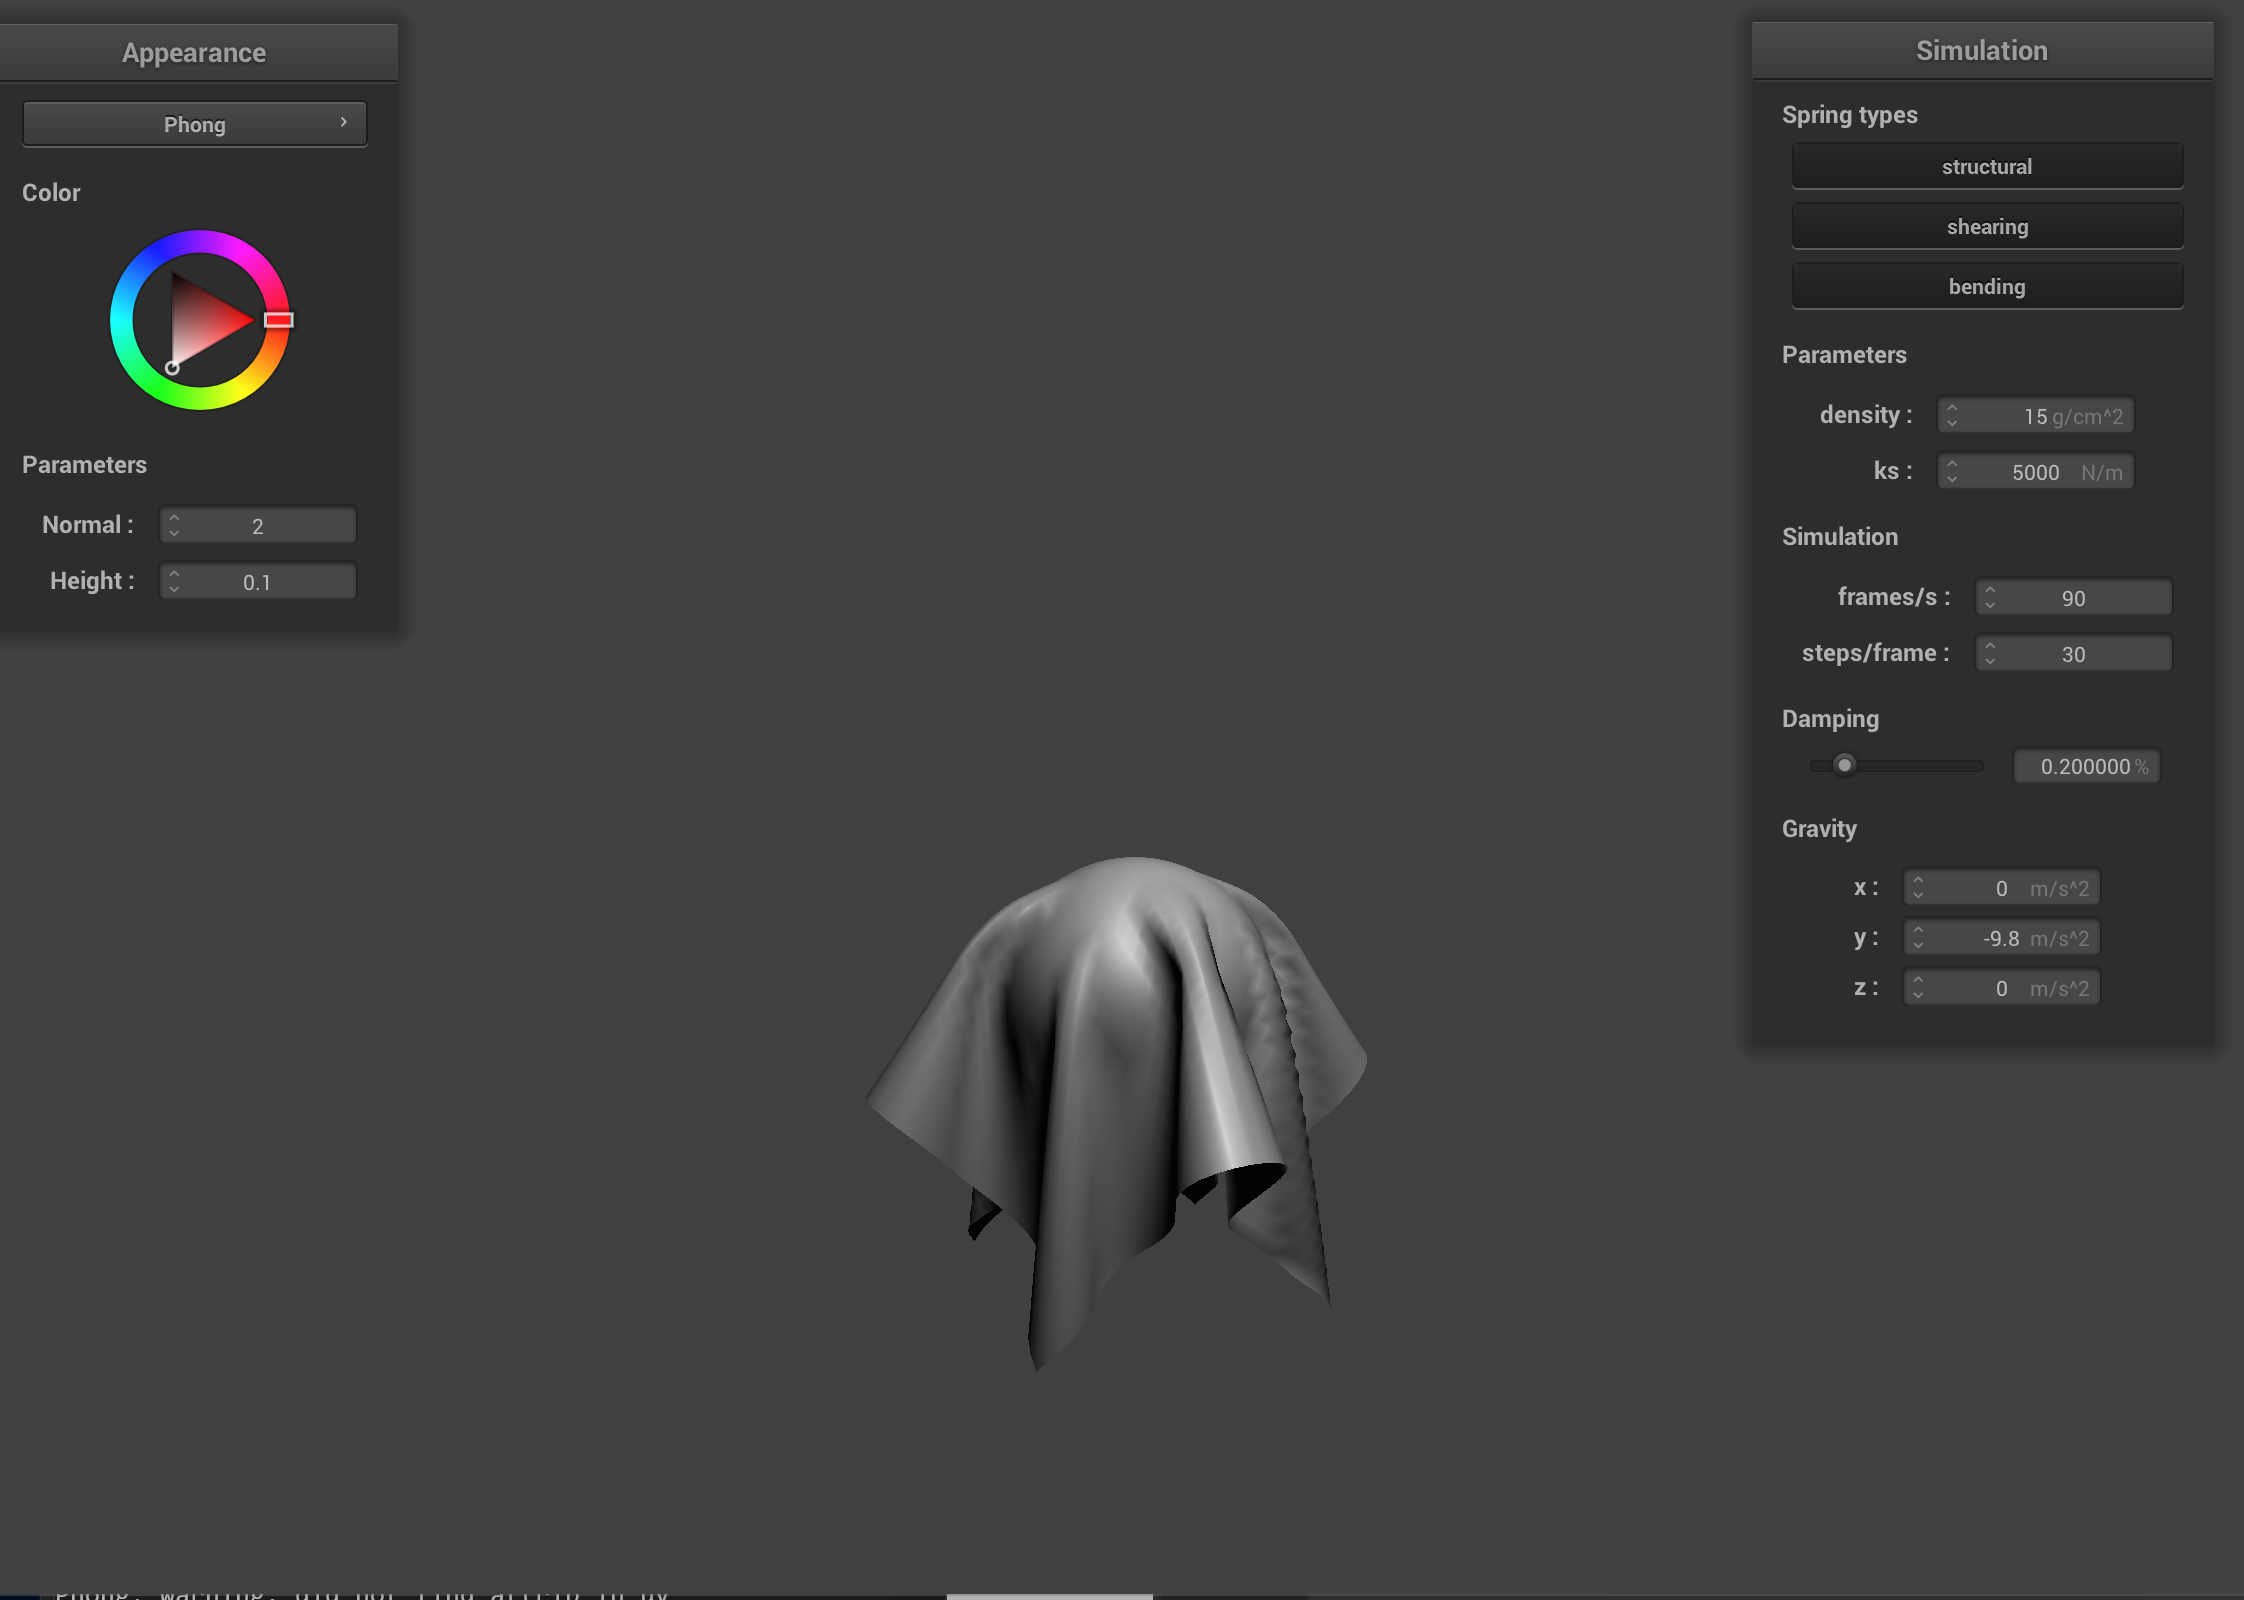 Appearance
Phong
Color
Parameters
Normal : 2
Height : 0.1
Simulation
Spring types
structural
shearing
bending
Parameters
density : 15 g/cm^2
ks : 5000 N/m
Simulation
frames/s : 90
steps/frame : 30
Damping
0.200000 %
Gravity
x : 0 m/s^2
y : -9.8 m/s^2
z : 0 m/s^2